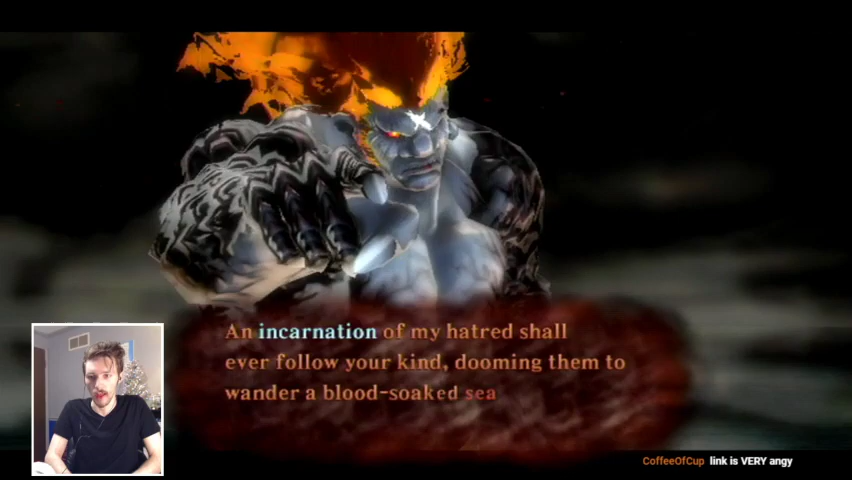 An incarnation of my hatred shall
ever follow your kind, dooming them to
wander a blood-soaked sea
CoffeeOfCup link is VERY angy